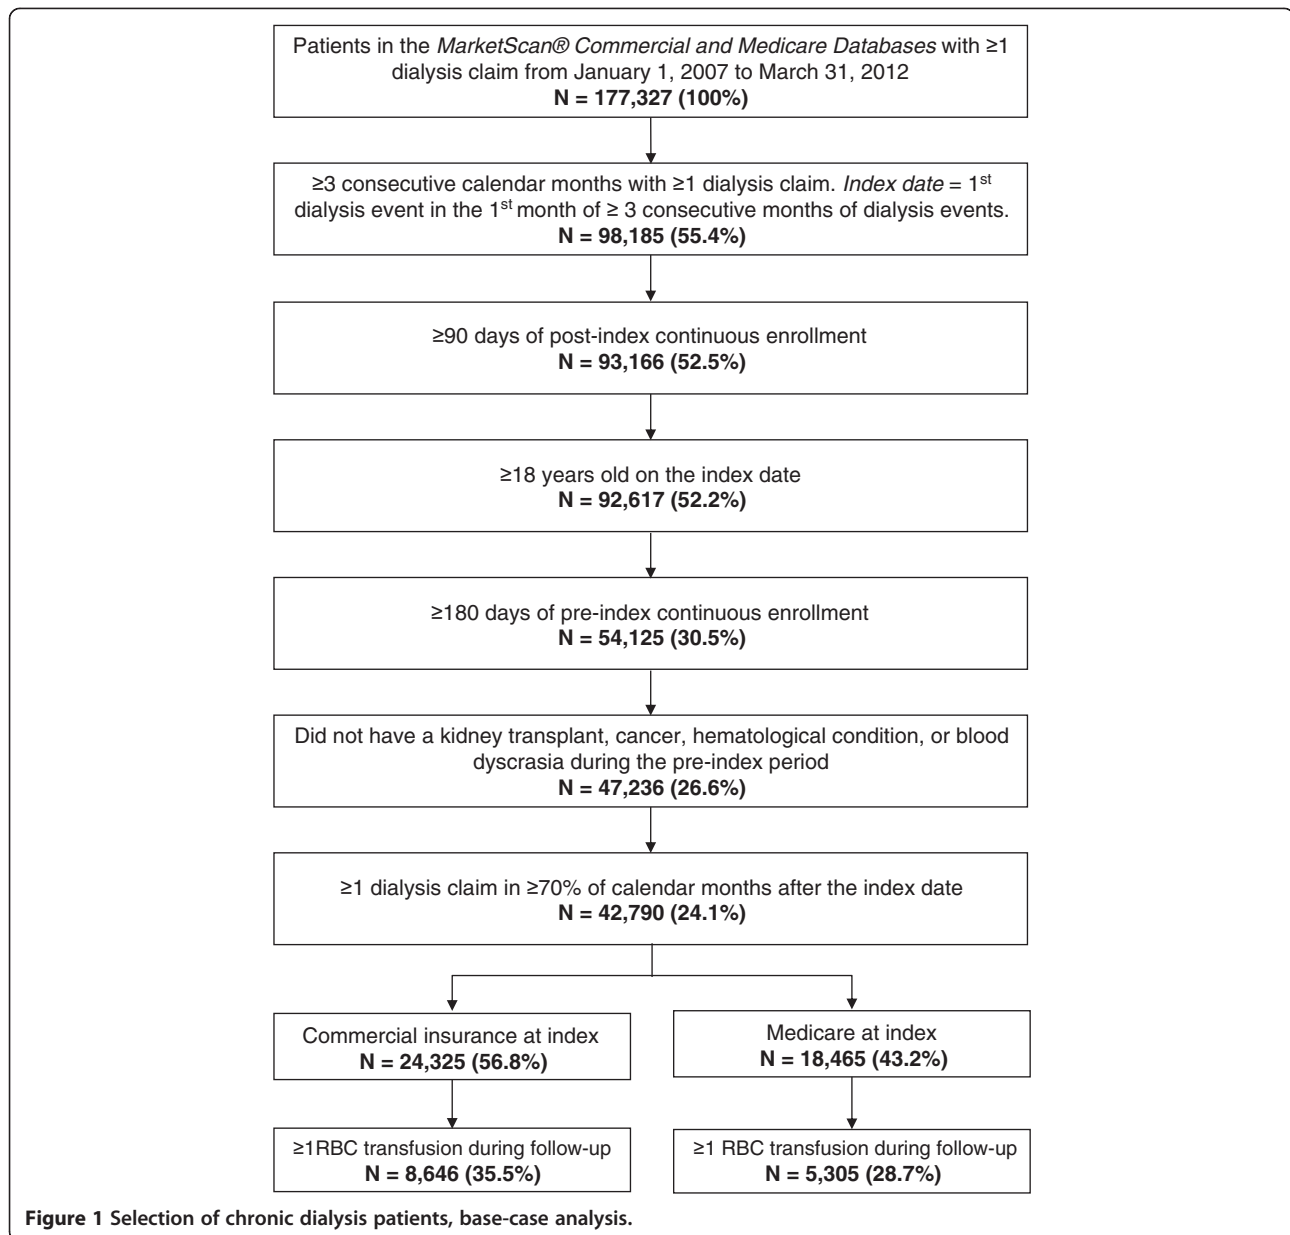 Patients in the MarketScan® Commercial and Medicare Databases with ≥1
dialysis claim from January 1, 2007 to March 31, 2012
N = 177,327 (100%)
≥3 consecutive calendar months with ≥1 dialysis claim. Index date = 1st
dialysis event in the 1st month of ≥ 3 consecutive months of dialysis events.
N = 98,185 (55.4%)
≥90 days of post-index continuous enrollment
N = 93,166 (52.5%)
≥18 years old on the index date
N = 92,617 (52.2%)
≥180 days of pre-index continuous enrollment
N = 54,125 (30.5%)
Did not have a kidney transplant, cancer, hematological condition, or blood
dyscrasia during the pre-index period
N = 47,236 (26.6%)
≥1 dialysis claim in ≥70% of calendar months after the index date
N = 42,790 (24.1%)
Commercial insurance at index
N = 24,325 (56.8%)
Medicare at index
N = 18,465 (43.2%)
≥1RBC transfusion during follow-up
N = 8,646 (35.5%)
≥1 RBC transfusion during follow-up
N = 5,305 (28.7%)
Figure 1 Selection of chronic dialysis patients, base-case analysis.